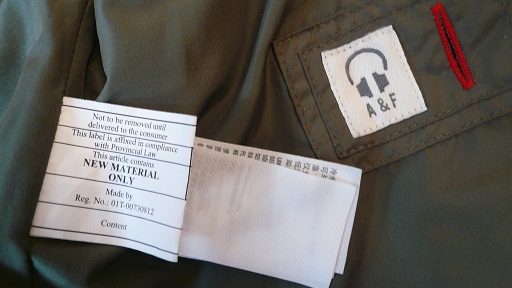 Not to be removed until
delivered to the consumer
This label is affixed in compliance
with Provincial Law
This article contains
NEW MATERIAL
ONLY
Made by
Reg. No.: 01T-00730812
Content
A & F